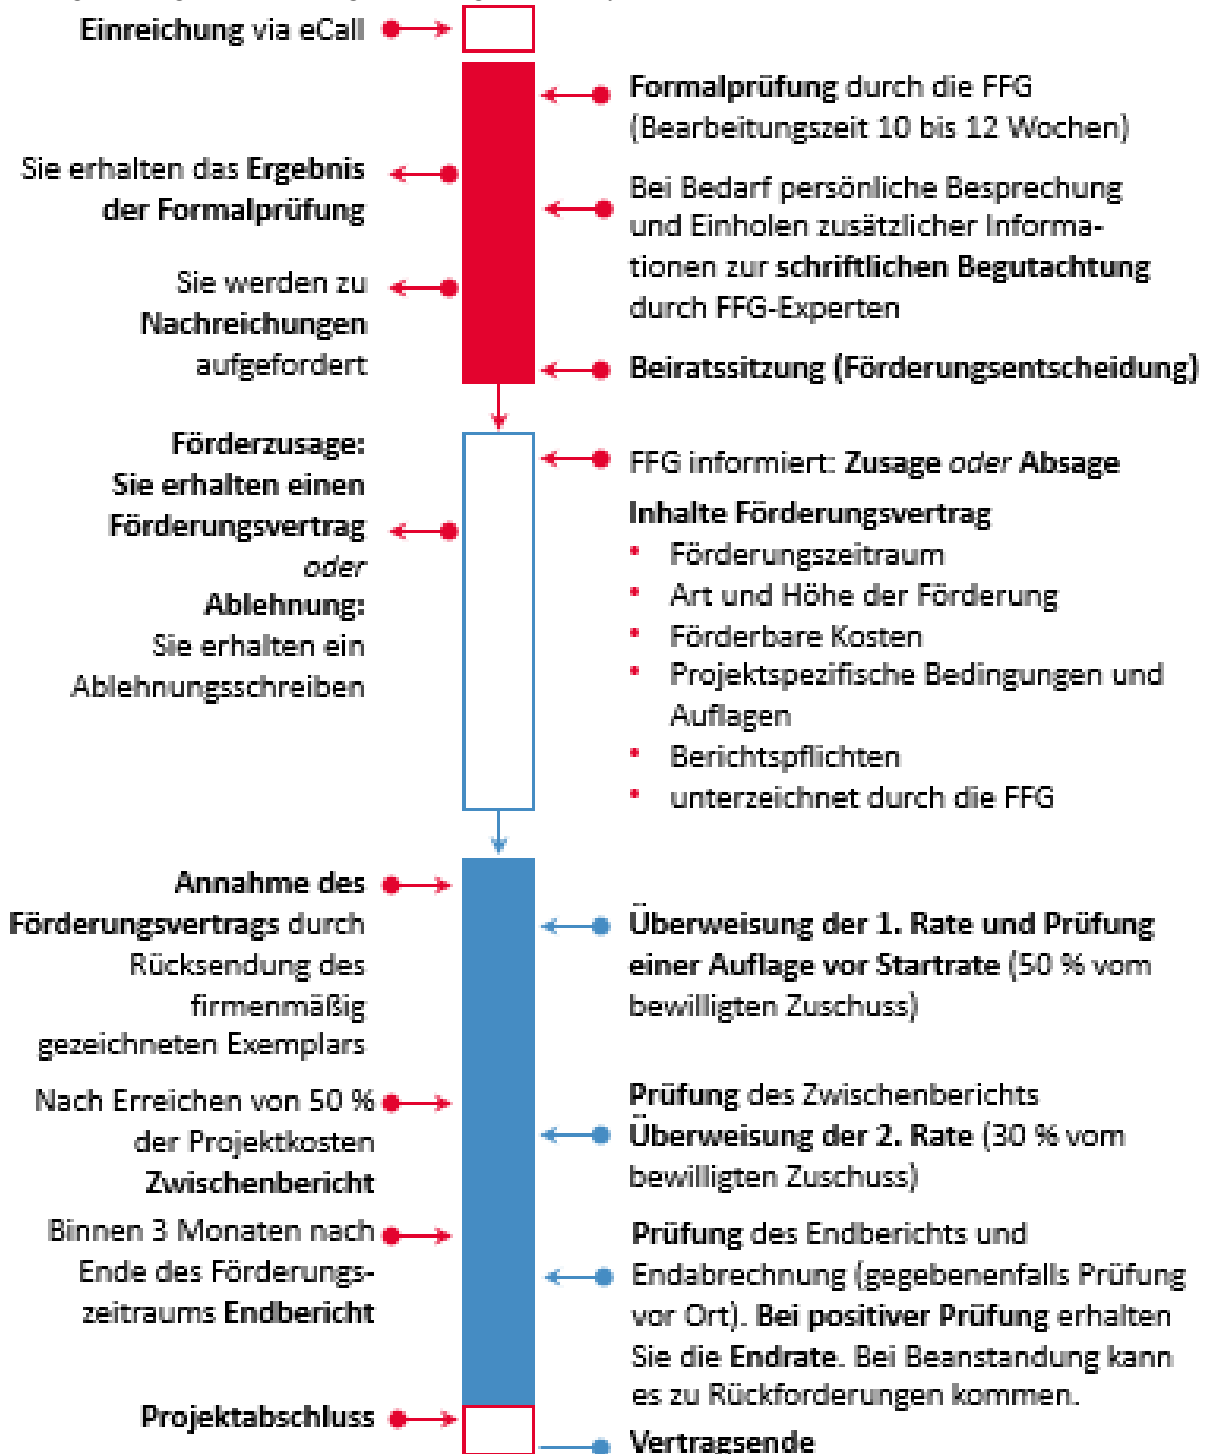 Einreichung via eCall
Formalprüfung durch die FFG
(Bearbeitungszeit 10 bis 12 Wochen)
Sie erhalten das Ergebnis
der Formalprüfung
Bei Bedarf persönliche Besprechung
und Einholen zusätzlicher Informa-
tionen zur schriftlichen Begutachtung
durch FFG-Experten
Sie werden zu
Nachreichungen
aufgefordert
Beiratssitzung (Förderungsentscheidung)
Förderzusage:
Sie erhalten einen
Förderungsvertrag
oder
Ablehnung:
Sie erhalten ein
Ablehnungsschreiben
FFG informiert: Zusage oder Absage
Inhalte Förderungsvertrag
• Förderungszeitraum
• Art und Höhe der Förderung
• Förderbare Kosten
• Projektspezifische Bedingungen und
Auflagen
• Berichtspflichten
• unterzeichnet durch die FFG
Annahme des
Förderungsvertrags durch
Rücksendung des
firmenmäßig
gezeichneten Exemplars
Überweisung der 1. Rate und Prüfung
einer Auflage vor Startrate (50 % vom
bewilligten Zuschuss)
Nach Erreichen von 50 %
der Projektkosten
Zwischenbericht
Prüfung des Zwischenberichts
Überweisung der 2. Rate (30 % vom
bewilligten Zuschuss)
Binnen 3 Monaten nach
Ende des Förderungs-
zeitraums Endbericht
Prüfung des Endberichts und
Endabrechnung (gegebenenfalls Prüfung
vor Ort). Bei positiver Prüfung erhalten
Sie die Endrate. Bei Beanstandung kann
es zu Rückforderungen kommen.
Projektabschluss
Vertragsende